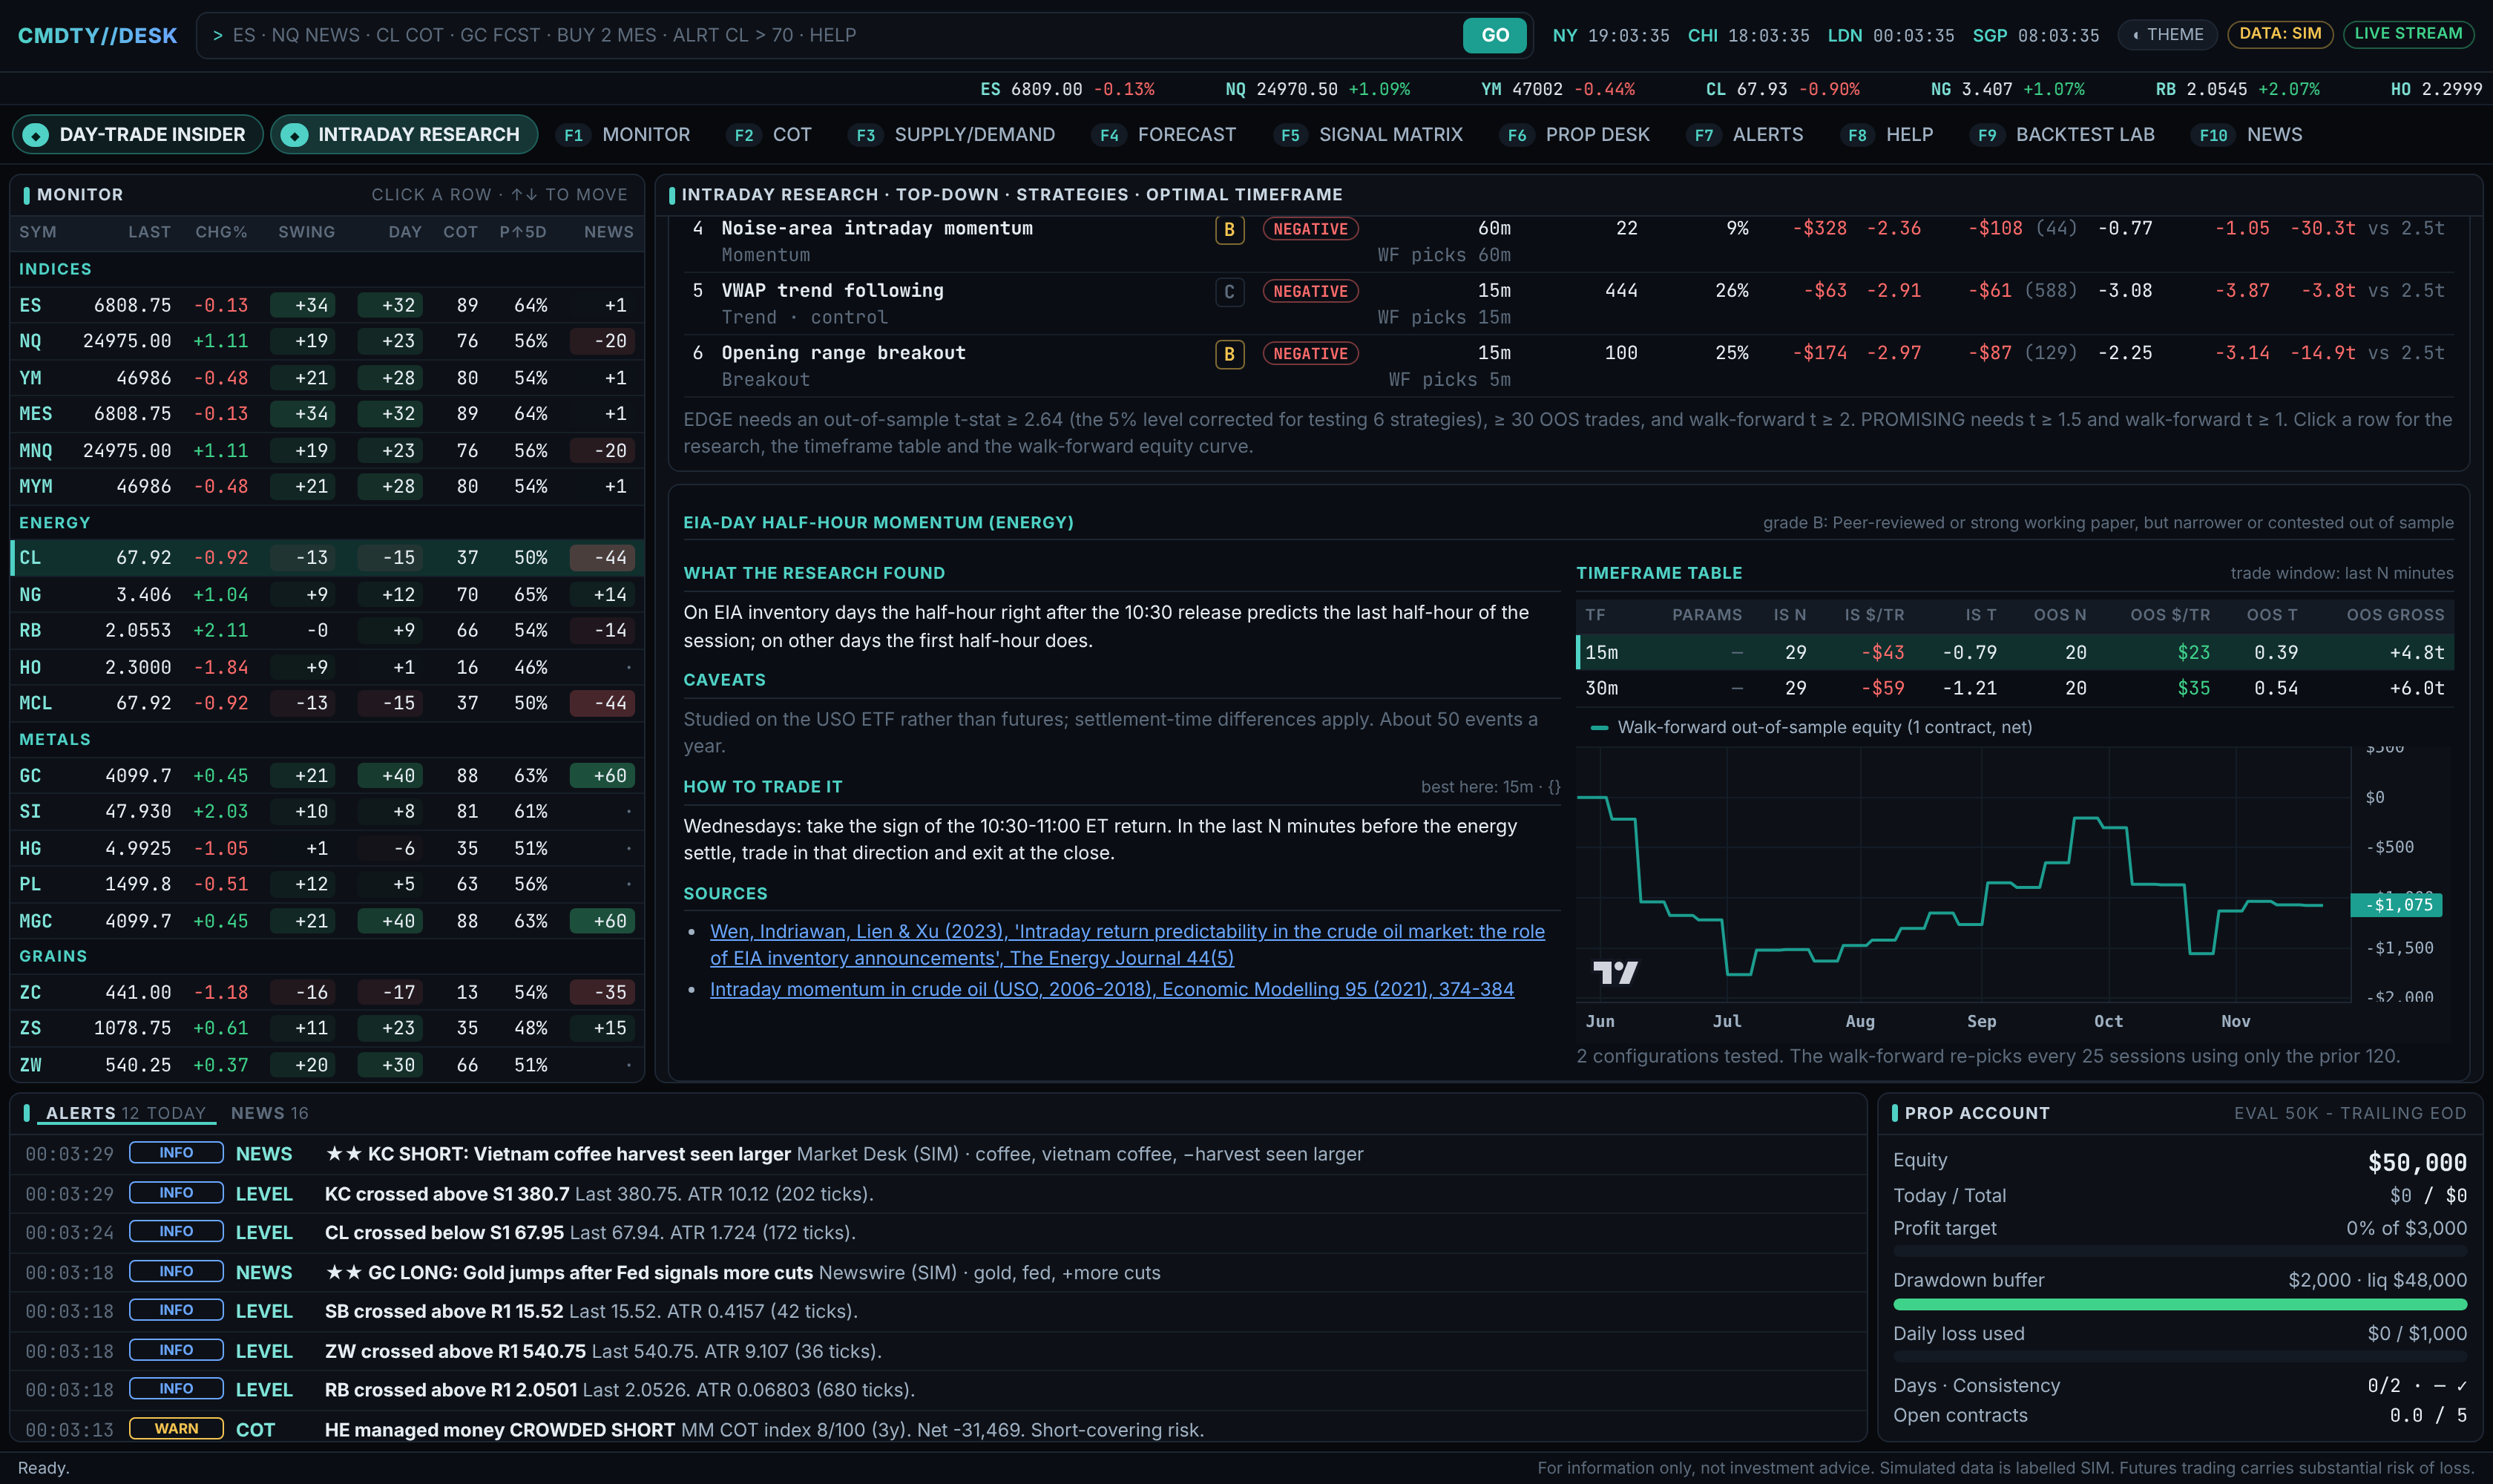 CMDTY//DESK > ES · NQ NEWS · CL COT · GC FCST · BUY 2 MES · ALRT CL > 70 · HELP GO NY 19:03:35 CHI 18:03:35 LDN 00:03:35 SGP 08:03:35 THEME DATA: SIM LIVE STREAM
ES 6809.00 -0.13% NQ 24970.50 +1.09% YM 47002 -0.44% CL 67.93 -0.90% NG 3.407 +1.07% RB 2.0545 +2.07% HO 2.2999
DAY-TRADE INSIDER INTRADAY RESEARCH F1 MONITOR F2 COT F3 SUPPLY/DEMAND F4 FORECAST F5 SIGNAL MATRIX F6 PROP DESK F7 ALERTS F8 HELP F9 BACKTEST LAB F10 NEWS
MONITOR CLICK A ROW · ↑↓ TO MOVE
SYM LAST CHG% SWING DAY COT P↑5D NEWS
INDICES
ES 6808.75 -0.13 +34 +32 89 64% +1
NQ 24975.00 +1.11 +19 +23 76 56% -20
YM 46986 -0.48 +21 +28 80 54% +1
MES 6808.75 -0.13 +34 +32 89 64% +1
MNQ 24975.00 +1.11 +19 +23 76 56% -20
MYM 46986 -0.48 +21 +28 80 54% +1
ENERGY
CL 67.92 -0.92 -13 -15 37 50% -44
NG 3.406 +1.04 +9 +12 70 65% +14
RB 2.0553 +2.11 -0 +9 66 54% -14
HO 2.3000 -1.84 +9 +1 16 46% ·
MCL 67.92 -0.92 -13 -15 37 50% -44
METALS
GC 4099.7 +0.45 +21 +40 88 63% +60
SI 47.930 +2.03 +10 +8 81 61% ·
HG 4.9925 -1.05 +1 -6 35 51% ·
PL 1499.8 -0.51 +12 +5 63 56% ·
MGC 4099.7 +0.45 +21 +40 88 63% +60
GRAINS
ZC 441.00 -1.18 -16 -17 13 54% -35
ZS 1078.75 +0.61 +11 +23 35 48% +15
ZW 540.25 +0.37 +20 +30 66 51% ·
INTRADAY RESEARCH · TOP-DOWN · STRATEGIES · OPTIMAL TIMEFRAME
4 Noise-area intraday momentum B NEGATIVE 60m 22 9% -$328 -2.36 -$108 (44) -0.77 -1.05 -30.3t vs 2.5t
Momentum WF picks 60m
5 VWAP trend following C NEGATIVE 15m 444 26% -$63 -2.91 -$61 (588) -3.08 -3.87 -3.8t vs 2.5t
Trend · control WF picks 15m
6 Opening range breakout B NEGATIVE 15m 100 25% -$174 -2.97 -$87 (129) -2.25 -3.14 -14.9t vs 2.5t
Breakout WF picks 5m
EDGE needs an out-of-sample t-stat ≥ 2.64 (the 5% level corrected for testing 6 strategies), ≥ 30 OOS trades, and walk-forward t ≥ 2. PROMISING needs t ≥ 1.5 and walk-forward t ≥ 1. Click a row for the
research, the timeframe table and the walk-forward equity curve.
EIA-DAY HALF-HOUR MOMENTUM (ENERGY) grade B: Peer-reviewed or strong working paper, but narrower or contested out of sample
WHAT THE RESEARCH FOUND
On EIA inventory days the half-hour right after the 10:30 release predicts the last half-hour of the
session; on other days the first half-hour does.
CAVEATS
Studied on the USO ETF rather than futures; settlement-time differences apply. About 50 events a
year.
HOW TO TRADE IT best here: 15m · {}
Wednesdays: take the sign of the 10:30-11:00 ET return. In the last N minutes before the energy
settle, trade in that direction and exit at the close.
SOURCES
• Wen, Indriawan, Lien & Xu (2023), 'Intraday return predictability in the crude oil market: the role
of EIA inventory announcements', The Energy Journal 44(5)
• Intraday momentum in crude oil (USO, 2006-2018), Economic Modelling 95 (2021), 374-384
TIMEFRAME TABLE trade window: last N minutes
TF PARAMS IS N IS $/TR IS T OOS N OOS $/TR OOS T OOS GROSS
15m — 29 -$43 -0.79 20 $23 0.39 +4.8t
30m — 29 -$59 -1.21 20 $35 0.54 +6.0t
Walk-forward out-of-sample equity (1 contract, net)
$500
$0
-$500
-$1,075
-$1,500
-$2,000
Jun Jul Aug Sep Oct Nov
2 configurations tested. The walk-forward re-picks every 25 sessions using only the prior 120.
ALERTS 12 TODAY NEWS 16
00:03:29 INFO NEWS ★★ KC SHORT: Vietnam coffee harvest seen larger Market Desk (SIM) · coffee, vietnam coffee, −harvest seen larger
00:03:29 INFO LEVEL KC crossed above S1 380.7 Last 380.75. ATR 10.12 (202 ticks).
00:03:24 INFO LEVEL CL crossed below S1 67.95 Last 67.94. ATR 1.724 (172 ticks).
00:03:18 INFO NEWS ★★ GC LONG: Gold jumps after Fed signals more cuts Newswire (SIM) · gold, fed, +more cuts
00:03:18 INFO LEVEL SB crossed above R1 15.52 Last 15.52. ATR 0.4157 (42 ticks).
00:03:18 INFO LEVEL ZW crossed above R1 540.75 Last 540.75. ATR 9.107 (36 ticks).
00:03:18 INFO LEVEL RB crossed above R1 2.0501 Last 2.0526. ATR 0.06803 (680 ticks).
00:03:13 WARN COT HE managed money CROWDED SHORT MM COT index 8/100 (3y). Net -31,469. Short-covering risk.
PROP ACCOUNT EVAL 50K - TRAILING EOD
Equity $50,000
Today / Total $0 / $0
Profit target 0% of $3,000
Drawdown buffer $2,000 · liq $48,000
Daily loss used $0 / $1,000
Days · Consistency 0/2 · — ✓
Open contracts 0.0 / 5
Ready. For information only, not investment advice. Simulated data is labelled SIM. Futures trading carries substantial risk of loss.